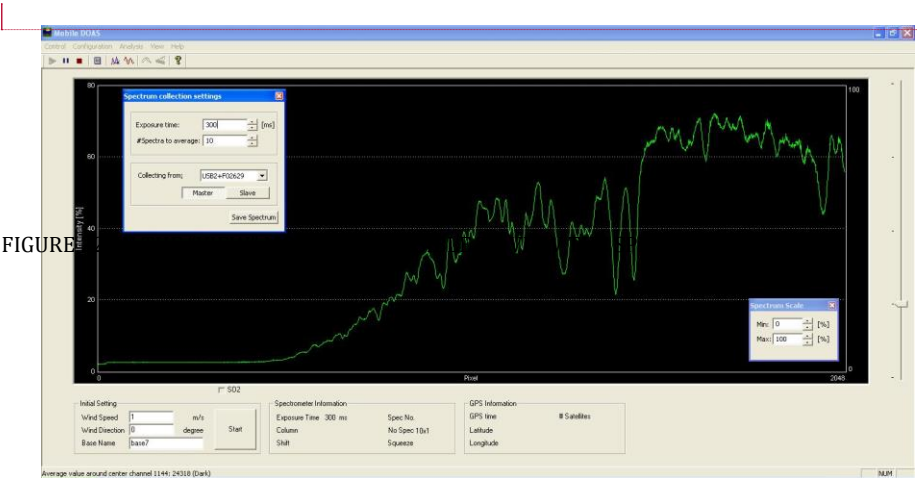 Mobile DOAS
Control Configuration Analysis View Help
80
100
Spectrum collection settings
Exposure time: 300 [ms]
#Spectra to average: 10
Collecting from: USB2+F02629
Master Slave
Save Spectrum
60
Intensity [%]
40
FIGURE
20
Spectrum Scale
Min: 0 [%]
Max: 100 [%]
0
0
0 Pixel 2048
SO2
Initial Setting
Wind Speed 1 m/s
Wind Direction 0 degree
Base Name base7
Start
Spectrometer Information
Exposure Time 300 ms Spec No.
Column No Spec 10x1
Shift Squeeze
GPS Information
GPS time # Satellites
Latitude
Longitude
Average value around center channel 1144: 24318 (Dark)
NUM